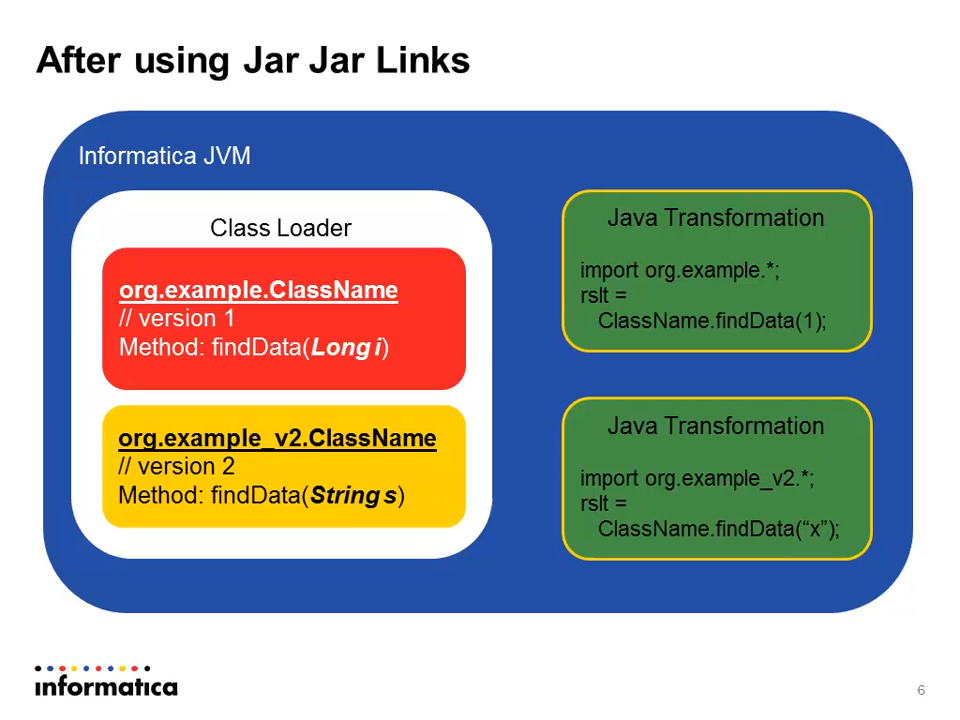 After using Jar Jar Links
Informatica JVM
Class Loader
org.example.ClassName
// version 1
Method: findData(Long i)
org.example_v2.ClassName
// version 2
Method: findData(String s)
Java Transformation
import org.example.*;
rslt =
ClassName.findData(1);
Java Transformation
import org.example_v2.*;
rslt =
ClassName.findData(“x”);
informatica
6